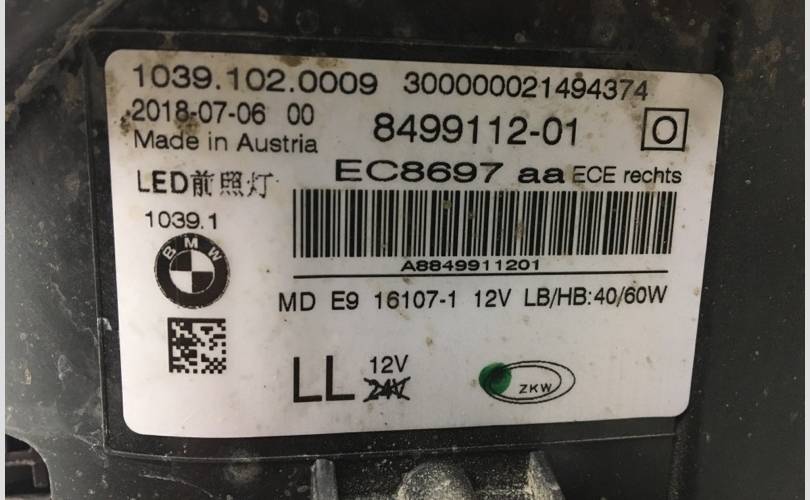 1039.102.0009 300000021494374
2018-07-06 00
8499112-01 O
Made in Austria
EC8697 aa ECE rechts
LED前照灯
1039.1
BMW
A8849911201
MD E9 16107-1 12V LB/HB:40/60W
LL 12V
24V
ZKW